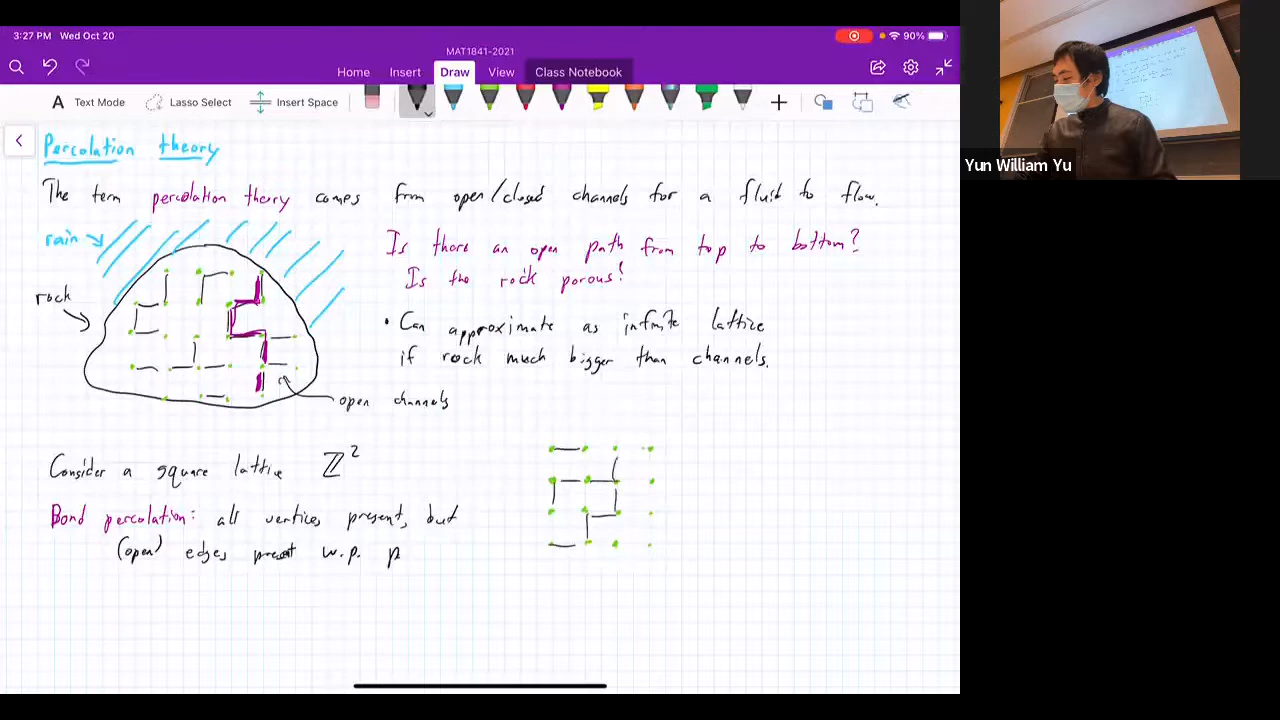 3:27 PM Wed Oct 20
90%
MAT1841-2021
Home Insert Draw View Class Notebook
A Text Mode Lasso Select Insert Space
Percolation theory
The term percolation theory comes from open/closed channels for a fluid to flow.
rain
Is there an open path from top to bottom?
Is the rock porous?
rock
• Can approximate as infinite lattice
if rock much bigger than channels.
open channels
Consider a square lattice ℤ²
Bond percolation: all vertices present, but
(open) edges present w.p. p
Yun William Yu